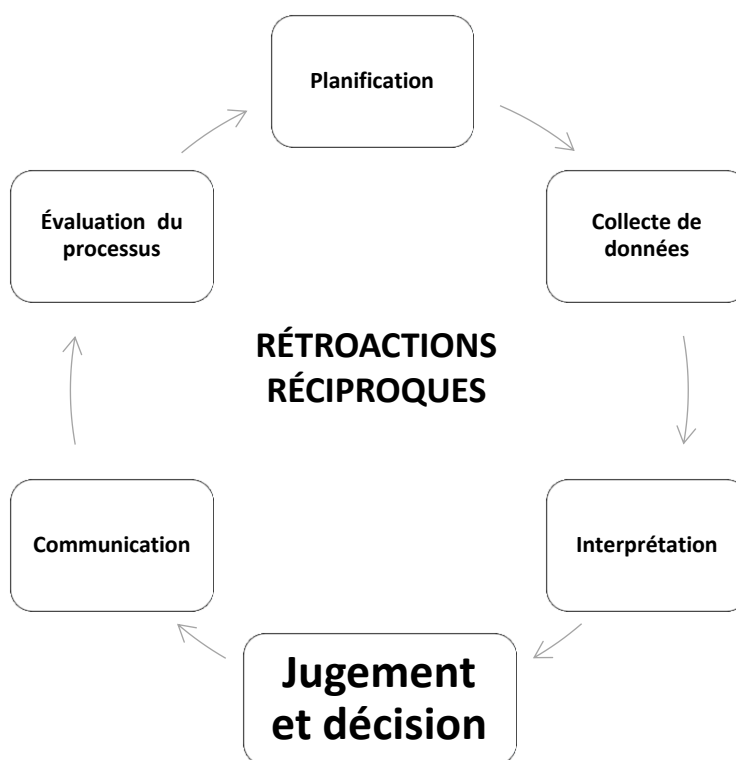 Planification
Collecte de
données
Interprétation
Jugement
et décision
Communication
Évaluation du
processus
RÉTROACTIONS
RÉCIPROQUES